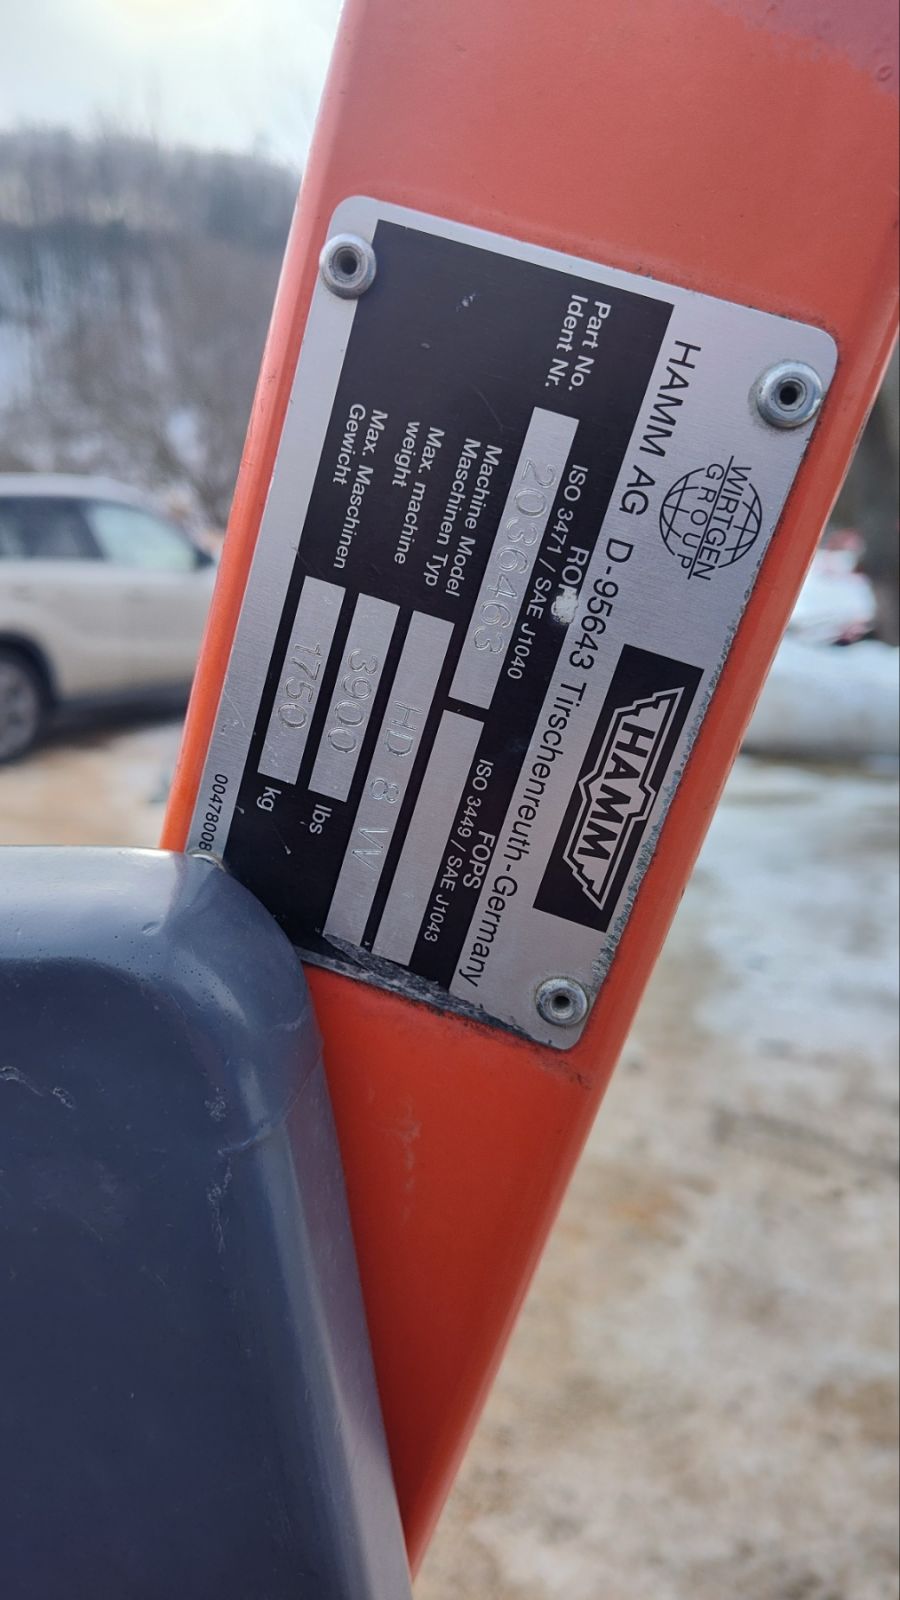 WIRTGEN
GROUP
HAMM
HAMM AG D-95643 Tirschenreuth-Germany
ROPS
FOPS
ISO 3471 / SAE J1040
ISO 3449 / SAE J1043
Part No.
Ident Nr.
2036463
Machine Model
Maschinen Typ
HD 8 W
Max. machine
weight
3900
lbs
Max. Maschinen
Gewicht
1750
kg
00478008